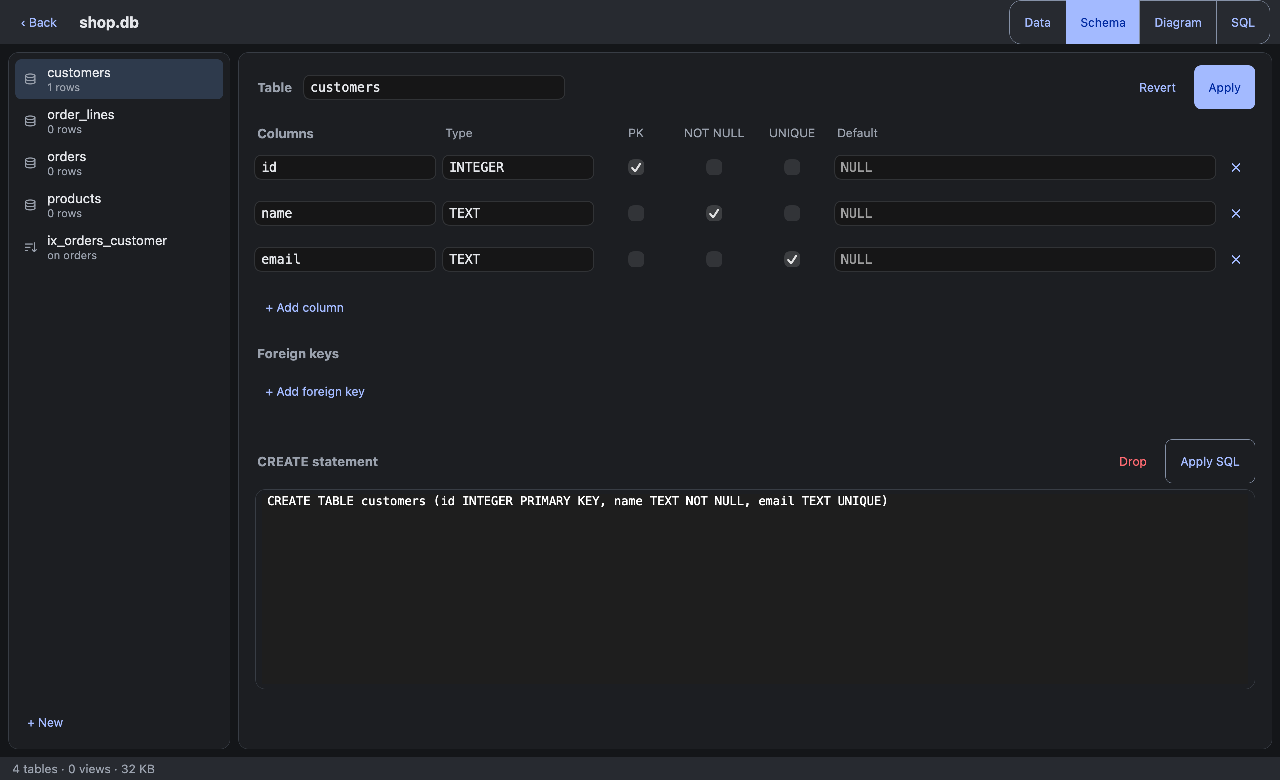 ‹ Back shop.db Data Schema Diagram SQL
customers
1 rows
order_lines
0 rows
orders
0 rows
products
0 rows
ix_orders_customer
on orders
+ New
Table customers Revert Apply
Columns Type PK NOT NULL UNIQUE Default
id INTEGER NULL
name TEXT NULL
email TEXT NULL
+ Add column
Foreign keys
+ Add foreign key
CREATE statement Drop Apply SQL
CREATE TABLE customers (id INTEGER PRIMARY KEY, name TEXT NOT NULL, email TEXT UNIQUE)
4 tables · 0 views · 32 KB